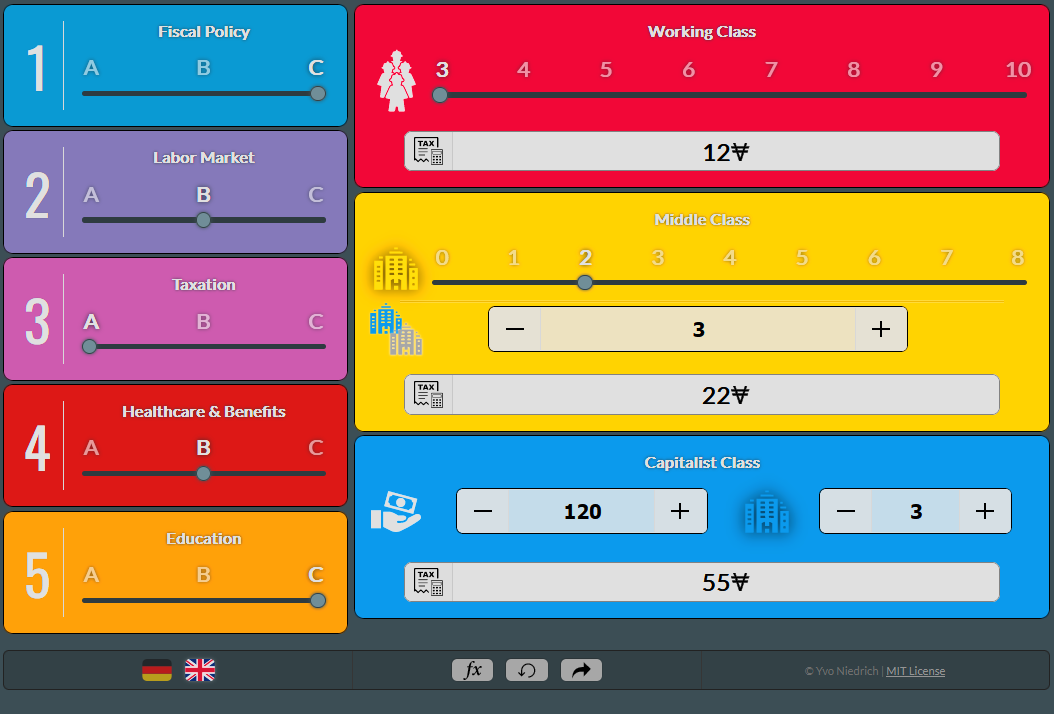 1
Fiscal Policy
A B C
2
Labor Market
A B C
3
Taxation
A B C
4
Healthcare & Benefits
A B C
5
Education
A B C
Working Class
3 4 5 6 7 8 9 10
TAX
12₩
Middle Class
0 1 2 3 4 5 6 7 8
− 3 +
TAX
22₩
Capitalist Class
− 120 +
− 3 +
TAX
55₩
fx
© Yvo Niedrich | MIT License